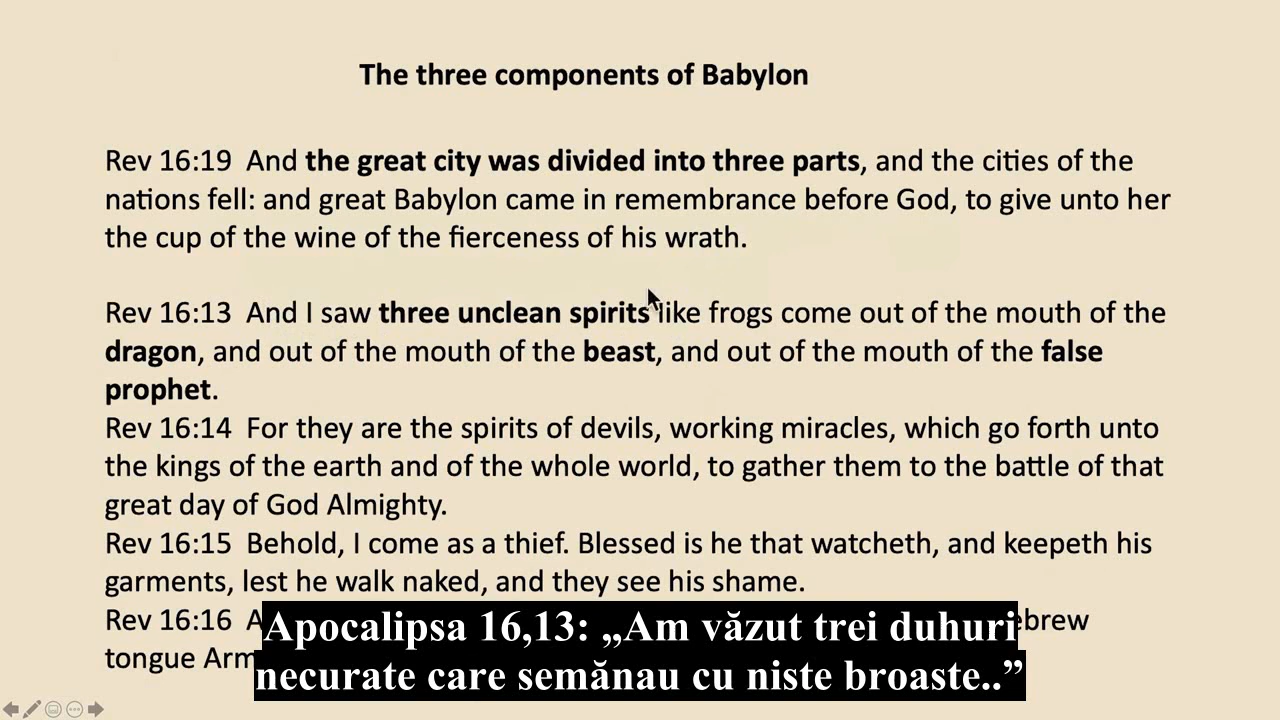 The three components of Babylon
Rev 16:19 And the great city was divided into three parts, and the cities of the
nations fell: and great Babylon came in remembrance before God, to give unto her
the cup of the wine of the fierceness of his wrath.
Rev 16:13 And I saw three unclean spirits like frogs come out of the mouth of the
dragon, and out of the mouth of the beast, and out of the mouth of the false
prophet.
Rev 16:14 For they are the spirits of devils, working miracles, which go forth unto
the kings of the earth and of the whole world, to gather them to the battle of that
great day of God Almighty.
Rev 16:15 Behold, I come as a thief. Blessed is he that watcheth, and keepeth his
garments, lest he walk naked, and they see his shame.
Rev 16:16
tongue
Apocalipsa 16,13: „Am văzut trei duhuri
necurate care semănau cu niste broaste..”